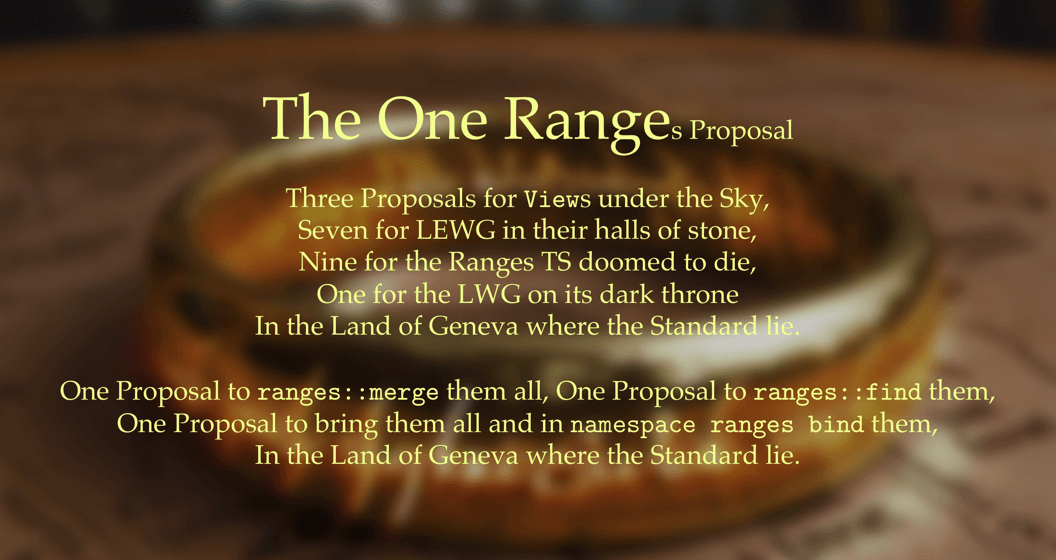 The One Ranges Proposal
Three Proposals for Views under the Sky,
Seven for LEWG in their halls of stone,
Nine for the Ranges TS doomed to die,
One for the LWG on its dark throne
In the Land of Geneva where the Standard lie.
One Proposal to ranges::merge them all, One Proposal to ranges::find them,
One Proposal to bring them all and in namespace ranges bind them,
In the Land of Geneva where the Standard lie.